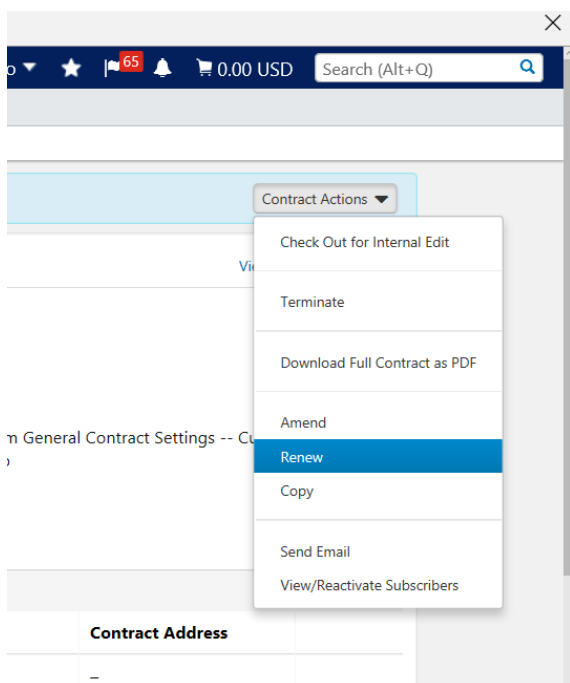 65
0.00 USD
Search (Alt+Q)
Contract Actions
Check Out for Internal Edit
Terminate
Download Full Contract as PDF
Amend
m General Contract Settings -- Cu
Renew
Copy
Send Email
View/Reactivate Subscribers
Contract Address
–